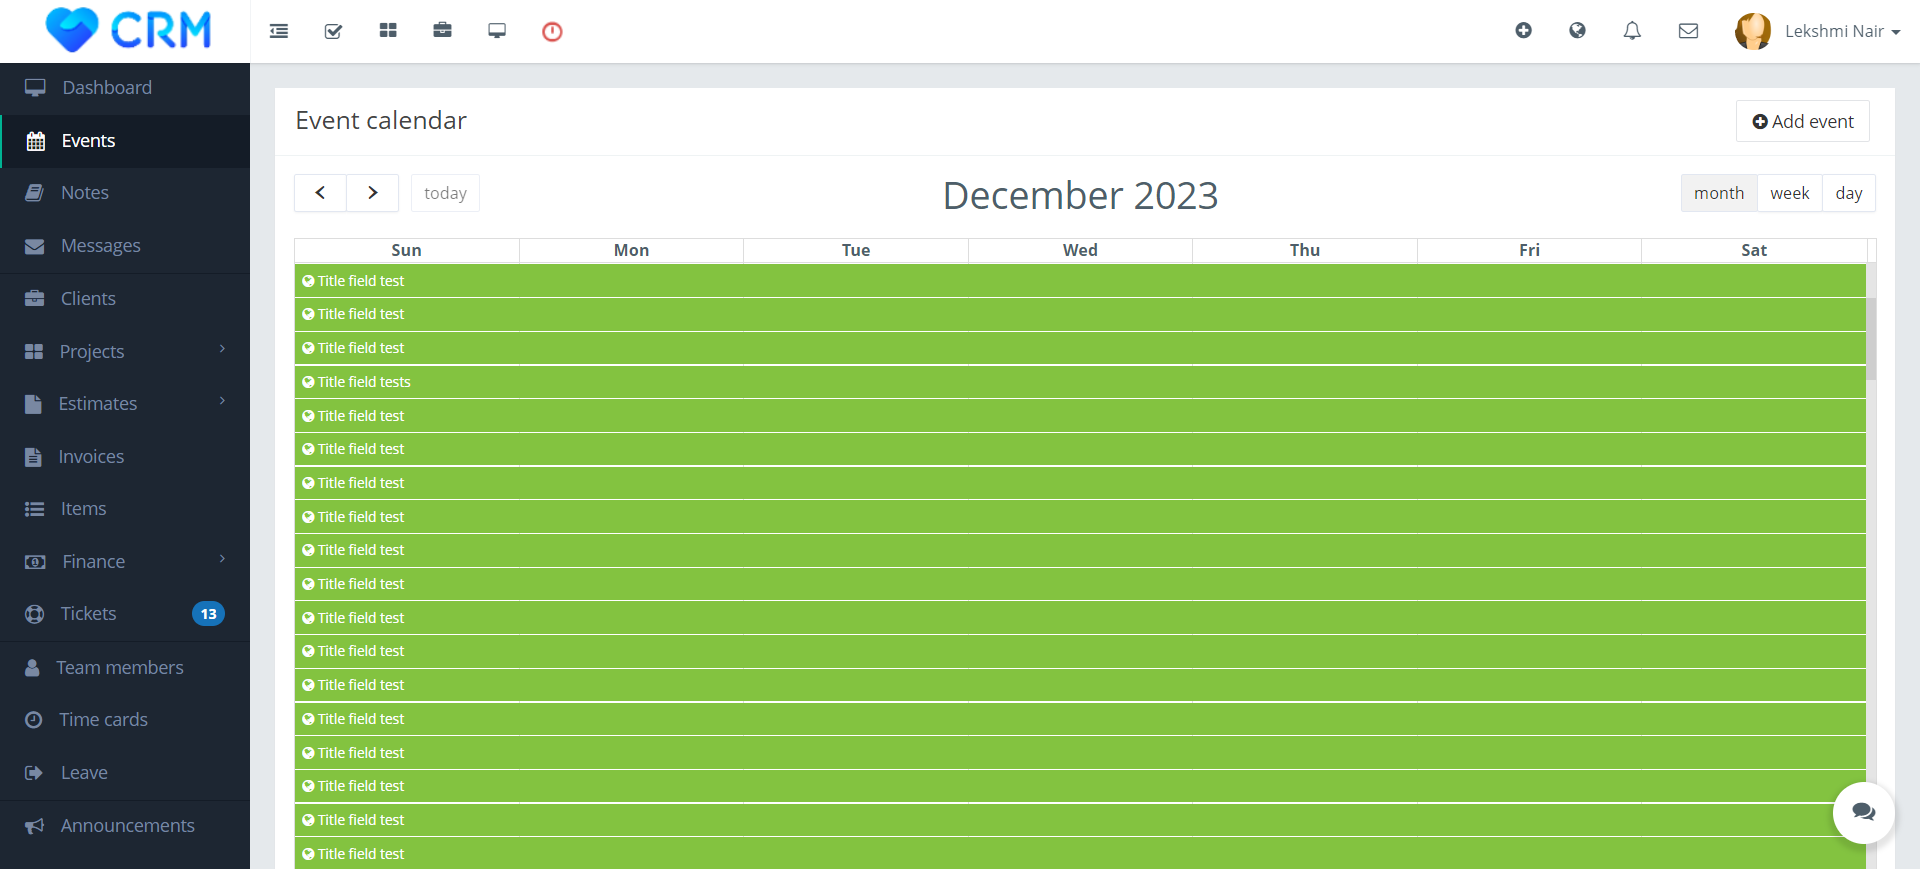 CRM
Lekshmi Nair
Dashboard
Events
Notes
Messages
Clients
Projects
Estimates
Invoices
Items
Finance
Tickets 13
Team members
Time cards
Leave
Announcements
Event calendar
Add event
today
December 2023
month week day
Sun Mon Tue Wed Thu Fri Sat
Title field test
Title field test
Title field test
Title field tests
Title field test
Title field test
Title field test
Title field test
Title field test
Title field test
Title field test
Title field test
Title field test
Title field test
Title field test
Title field test
Title field test
Title field test